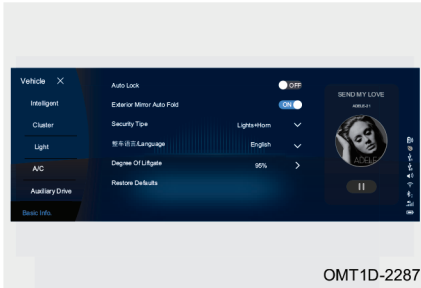 Vehicle ×
Intelligent
Cluster
Light
A/C
Auxiliary Drive
Basic Info.
Auto Lock OFF
Exterior Mirror Auto Fold ON
Security Tipe Lights+Horn
整车语言/Language English
Degree Of Liftgate 95%
Restore Defaults
SEND MY LOVE
ADELE
OMT1D-2287